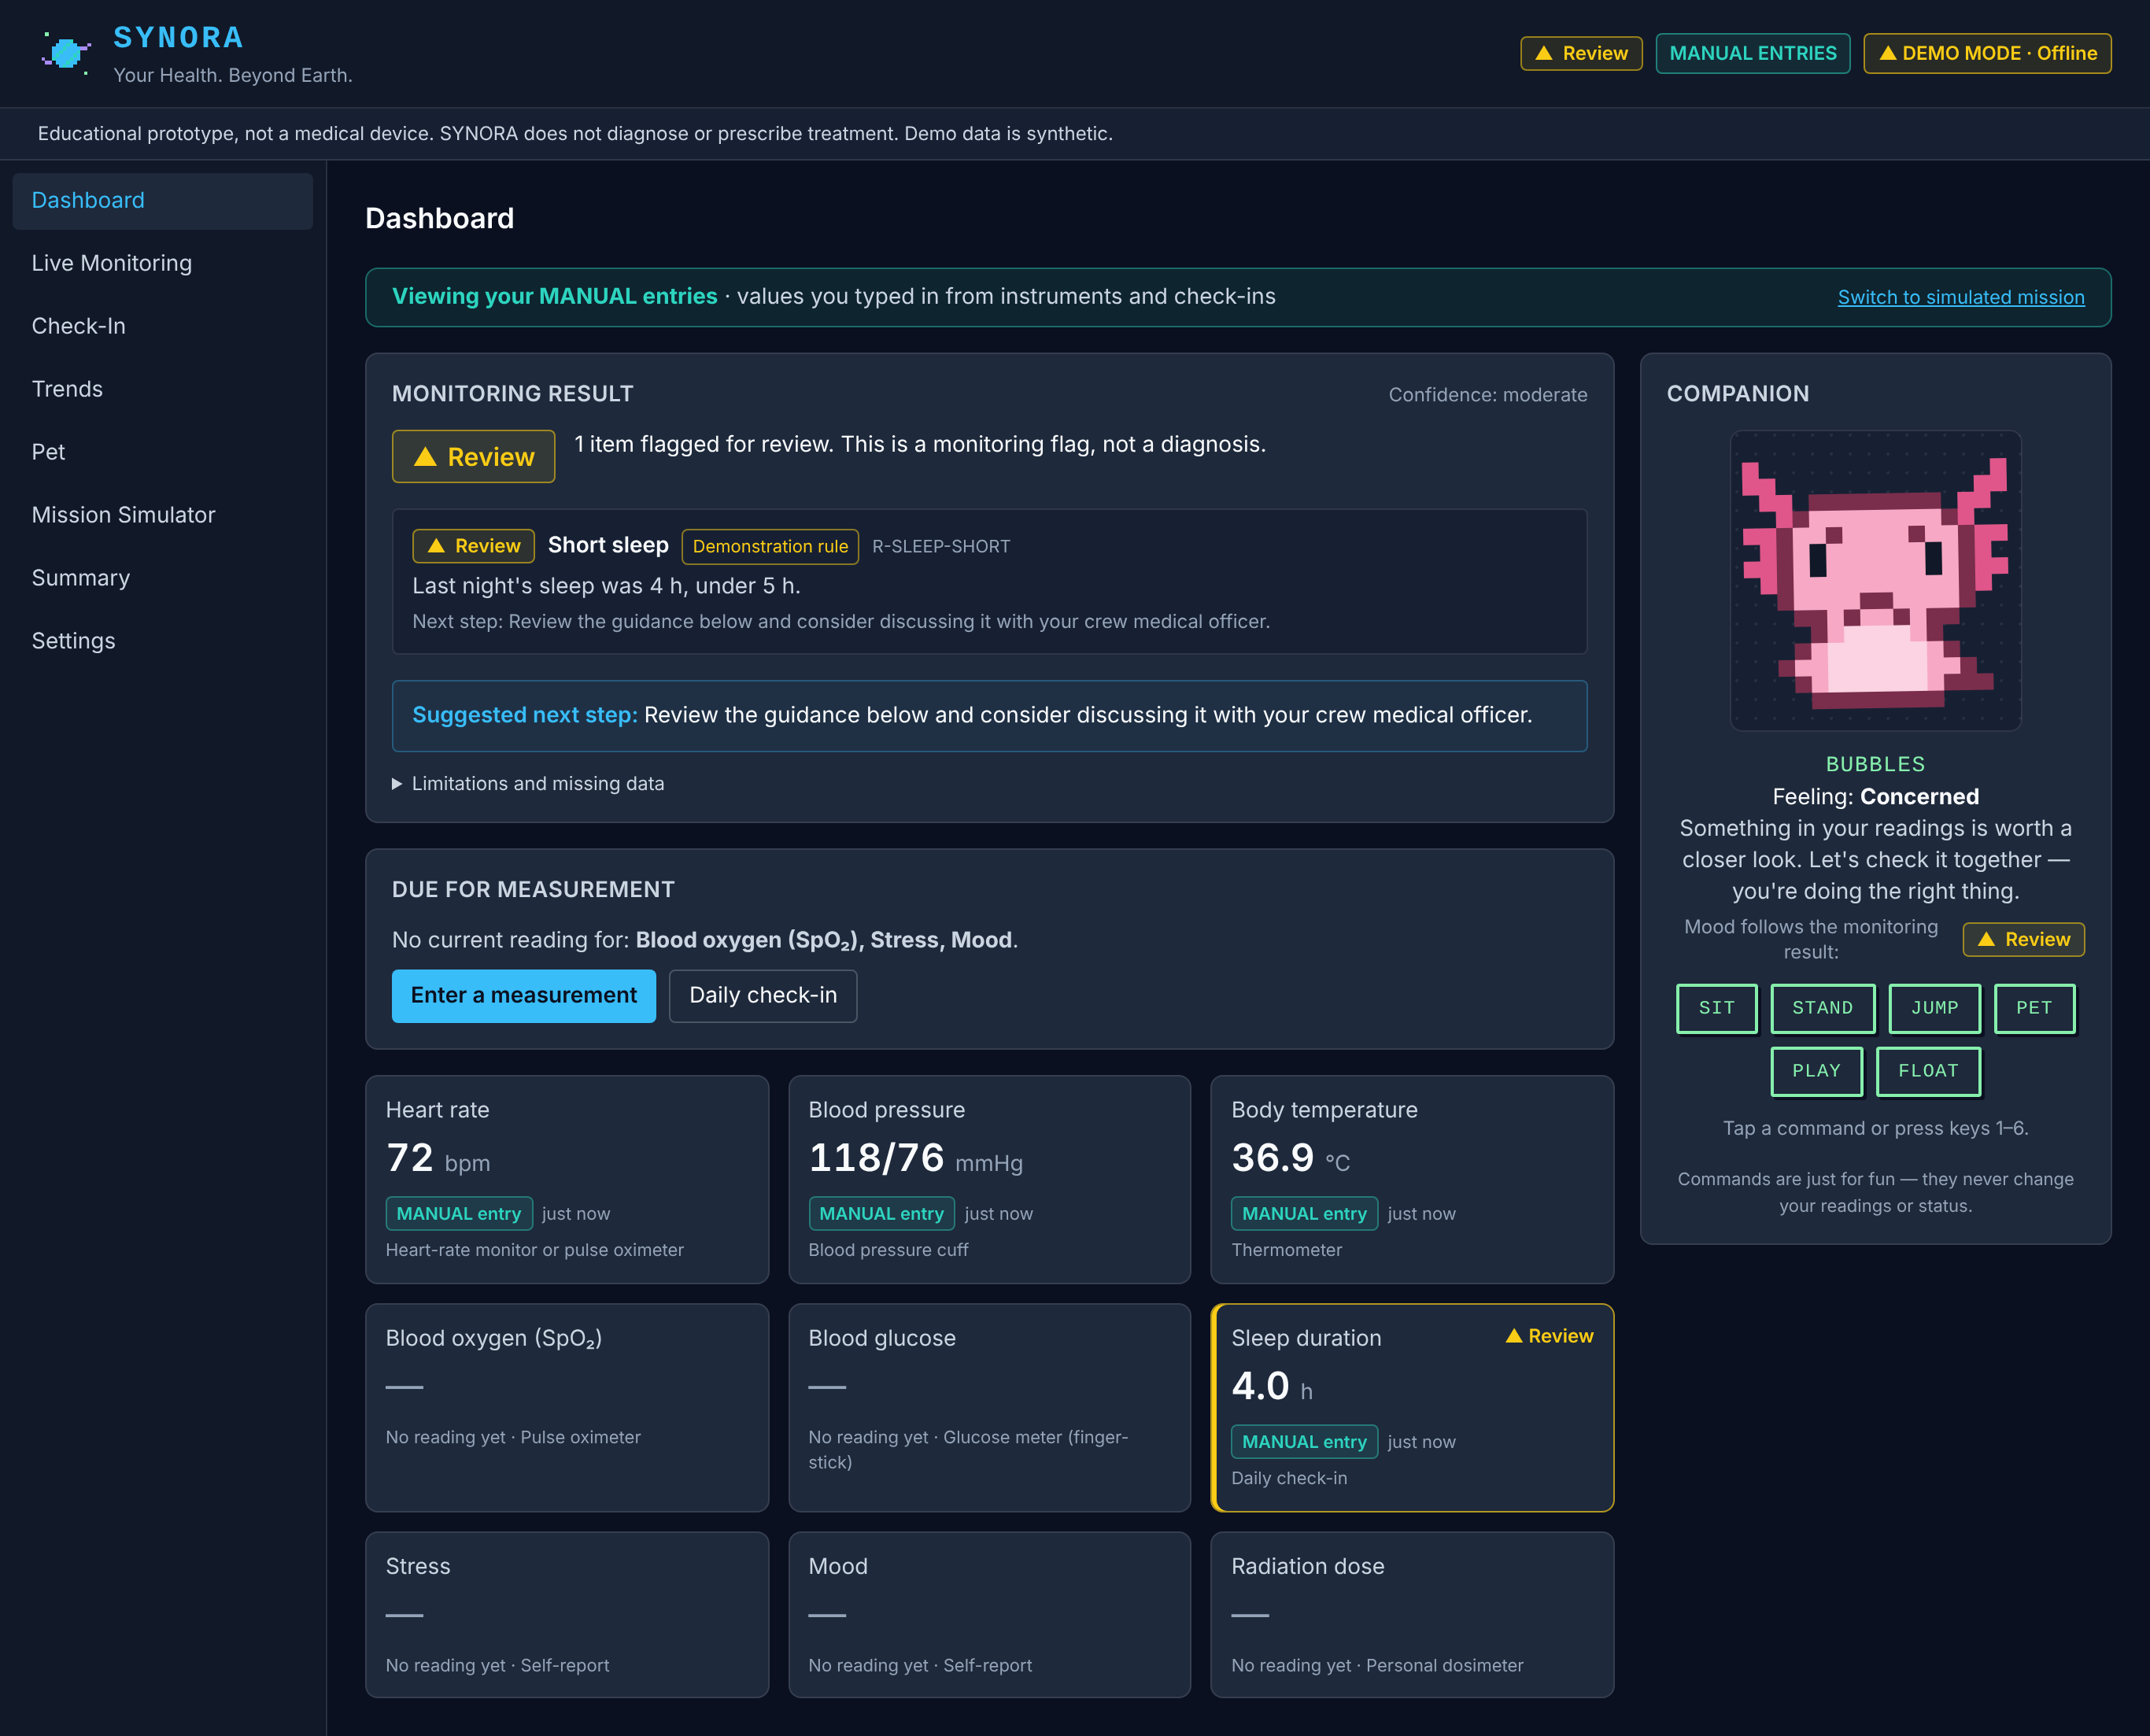 SYNORA
Your Health. Beyond Earth.
▲ Review
MANUAL ENTRIES
▲ DEMO MODE · Offline
Educational prototype, not a medical device. SYNORA does not diagnose or prescribe treatment. Demo data is synthetic.
Dashboard
Live Monitoring
Check-In
Trends
Pet
Mission Simulator
Summary
Settings
Dashboard
Viewing your MANUAL entries · values you typed in from instruments and check-ins
Switch to simulated mission
MONITORING RESULT
Confidence: moderate
▲ Review
1 item flagged for review. This is a monitoring flag, not a diagnosis.
▲ Review Short sleep Demonstration rule R-SLEEP-SHORT
Last night's sleep was 4 h, under 5 h.
Next step: Review the guidance below and consider discussing it with your crew medical officer.
Suggested next step: Review the guidance below and consider discussing it with your crew medical officer.
▶ Limitations and missing data
DUE FOR MEASUREMENT
No current reading for: Blood oxygen (SpO₂), Stress, Mood.
Enter a measurement
Daily check-in
Heart rate
72 bpm
MANUAL entry just now
Heart-rate monitor or pulse oximeter
Blood pressure
118/76 mmHg
MANUAL entry just now
Blood pressure cuff
Body temperature
36.9 °C
MANUAL entry just now
Thermometer
Blood oxygen (SpO₂)
—
No reading yet · Pulse oximeter
Blood glucose
—
No reading yet · Glucose meter (finger-
stick)
Sleep duration
▲ Review
4.0 h
MANUAL entry just now
Daily check-in
Stress
—
No reading yet · Self-report
Mood
—
No reading yet · Self-report
Radiation dose
—
No reading yet · Personal dosimeter
COMPANION
BUBBLES
Feeling: Concerned
Something in your readings is worth a
closer look. Let's check it together —
you're doing the right thing.
Mood follows the monitoring
result:
▲ Review
SIT
STAND
JUMP
PET
PLAY
FLOAT
Tap a command or press keys 1–6.
Commands are just for fun — they never change
your readings or status.